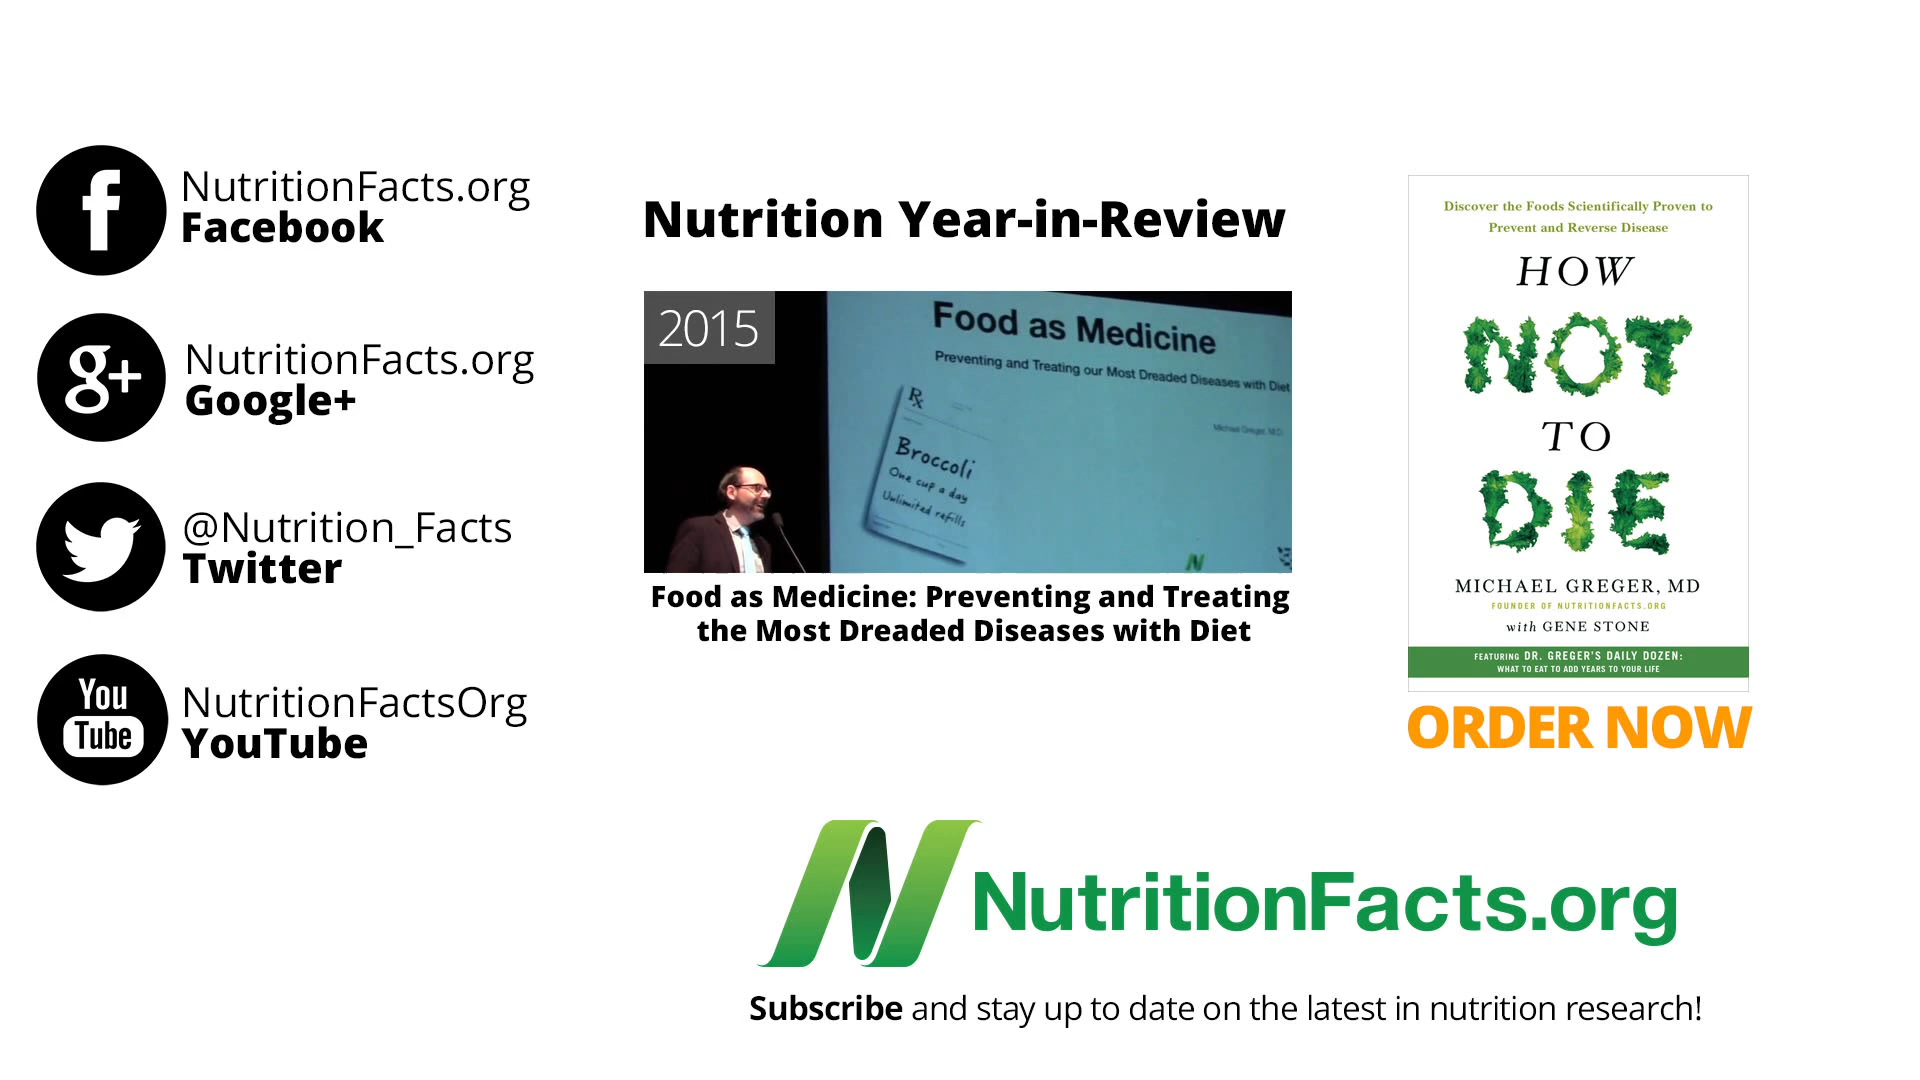 NutritionFacts.org
Facebook
g+
NutritionFacts.org
Google+
@Nutrition_Facts
Twitter
You
Tube
NutritionFactsOrg
YouTube
Nutrition Year-in-Review
2015
Food as Medicine
Preventing and Treating our Most Dreaded Diseases with Diet
Michael Greger, M.D.
Rx
Broccoli
One cup a day
Unlimited refills
Food as Medicine: Preventing and Treating
the Most Dreaded Diseases with Diet
Discover the Foods Scientifically Proven to
Prevent and Reverse Disease
HOW
NOT
TO
DIE
MICHAEL GREGER, MD
FOUNDER OF NUTRITIONFACTS.ORG
with GENE STONE
FEATURING DR. GREGER'S DAILY DOZEN:
WHAT TO EAT TO ADD YEARS TO YOUR LIFE
ORDER NOW
NutritionFacts.org
Subscribe and stay up to date on the latest in nutrition research!